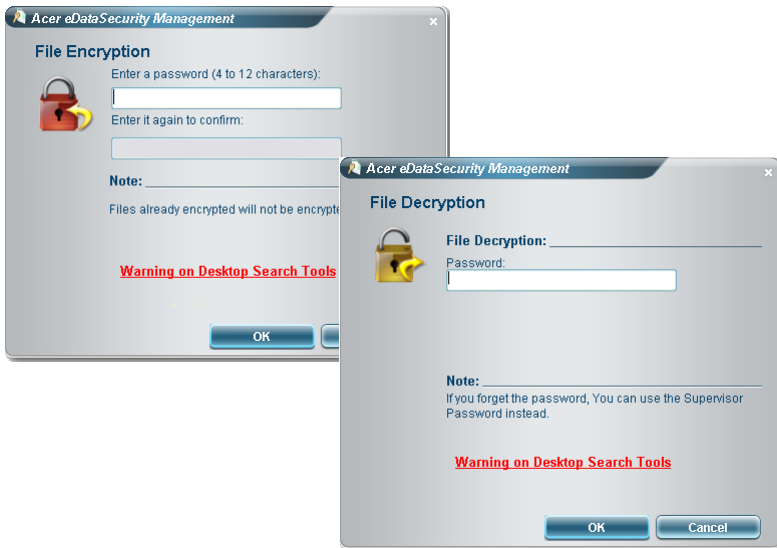 Acer eDataSecurity Management
File Encryption
Enter a password (4 to 12 characters):
Enter it again to confirm:
Note:
Files already encrypted will not be encrypte
Warning on Desktop Search Tools
OK
Acer eDataSecurity Management
File Decryption
File Decryption:
Password:
Note:
If you forget the password, You can use the Supervisor
Password instead.
Warning on Desktop Search Tools
OK
Cancel